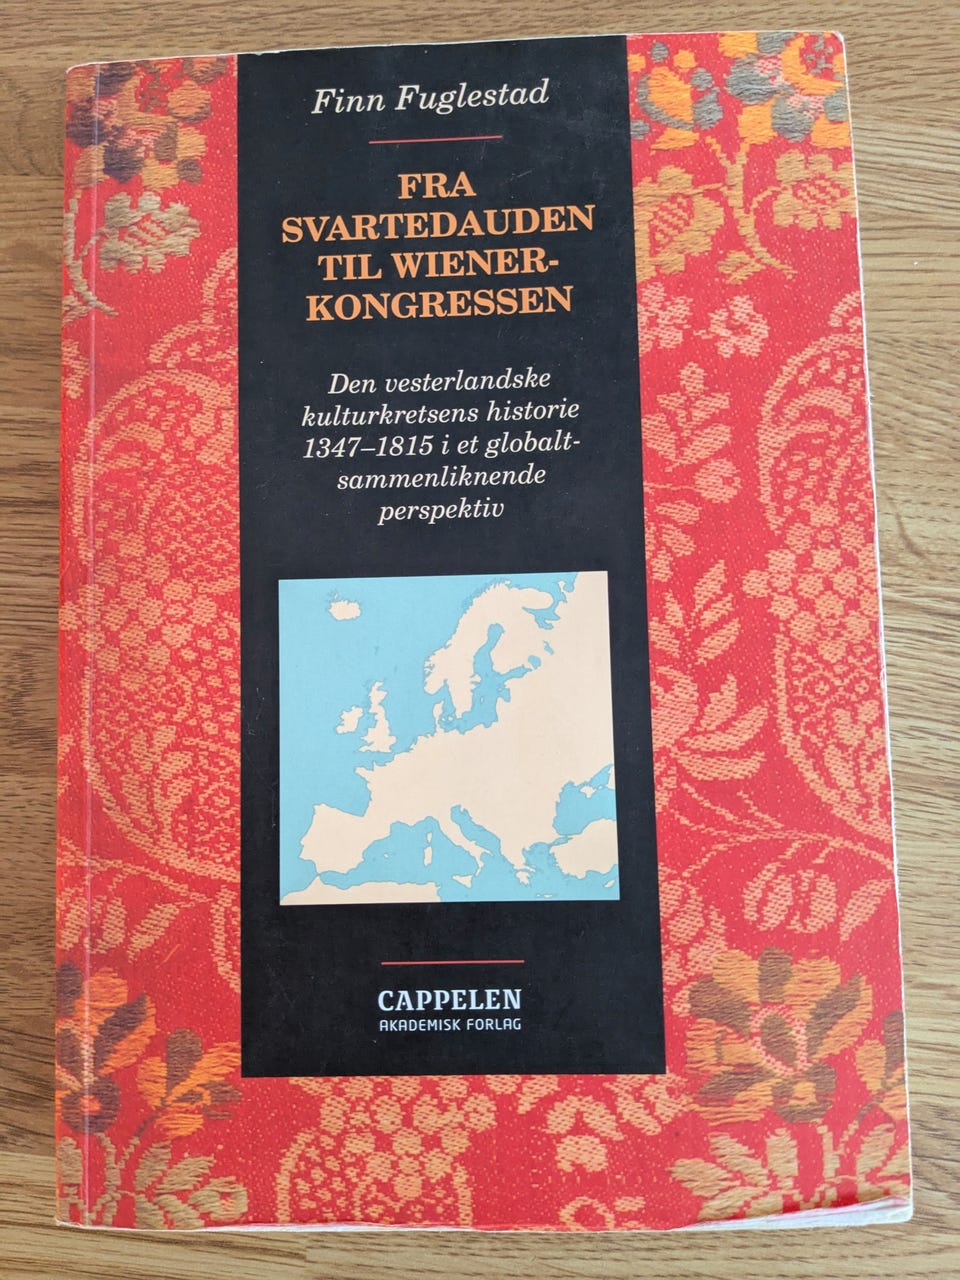 Finn Fuglestad
FRA
SVARTEDAUDEN
TIL WIENER-
KONGRESSEN
Den vesterlandske
kulturkretsens historie
1347–1815 i et globalt-
sammenliknende
perspektiv
CAPPELEN
AKADEMISK FORLAG